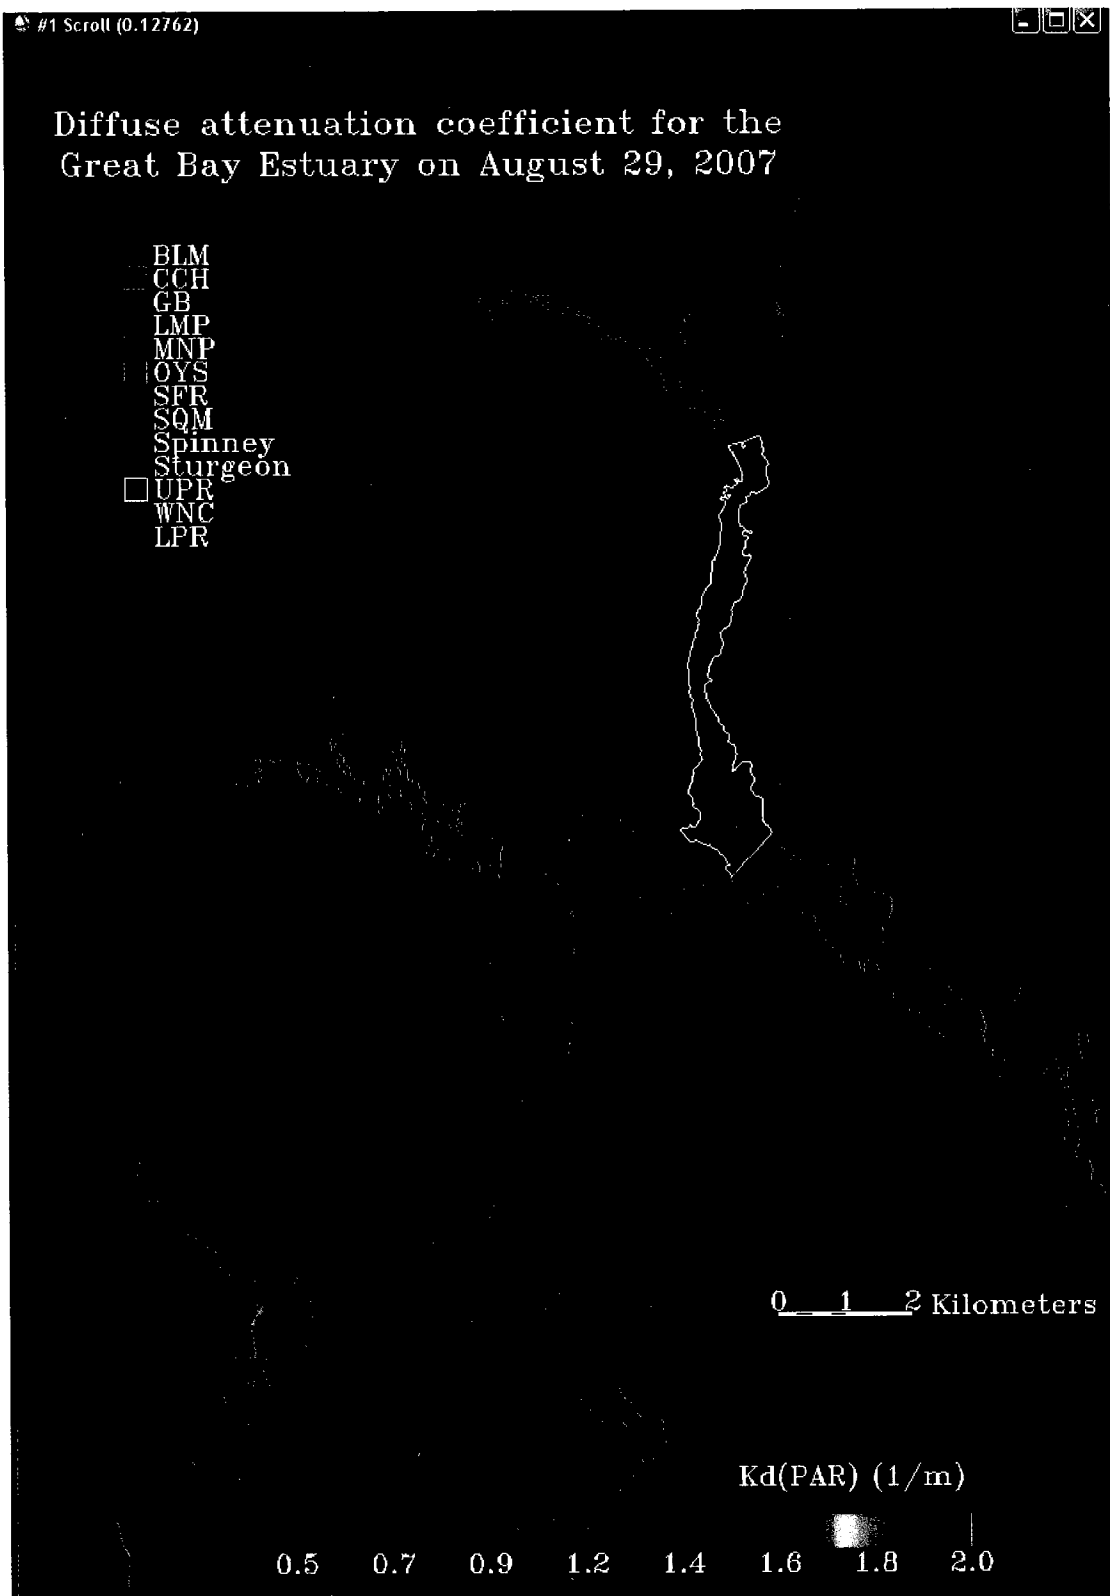 #1 Scroll (0.12762)
Diffuse attenuation coefficient for the
Great Bay Estuary on August 29, 2007
BLM
CCH
GB
LMP
MNP
OYS
SFR
SQM
Spinney
Sturgeon
UPR
WNC
LPR
0 1 2 Kilometers
Kd(PAR) (1/m)
0.5 0.7 0.9 1.2 1.4 1.6 1.8 2.0